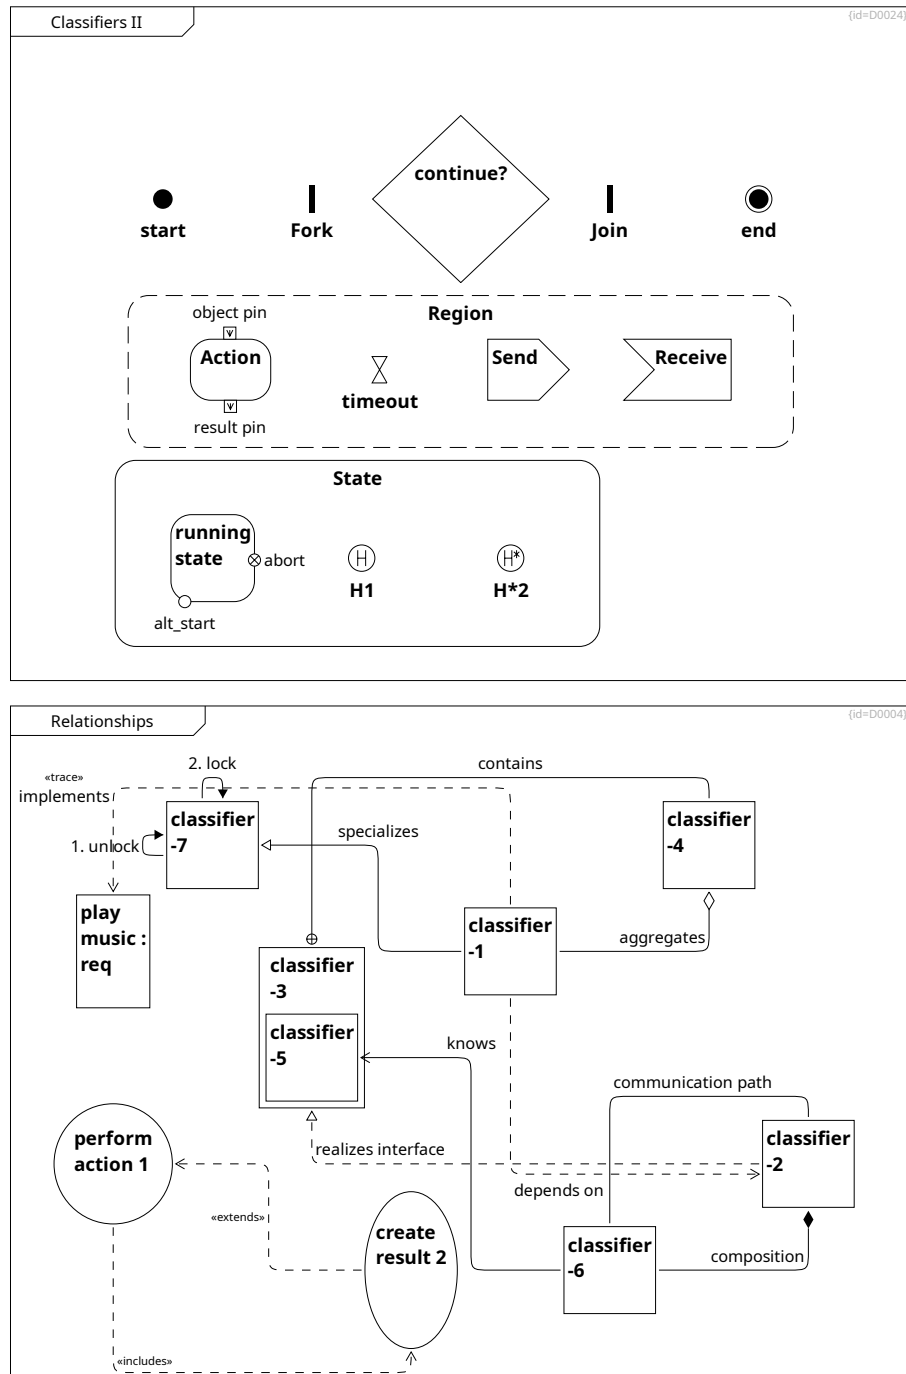 Classifiers II
{id=D0024}
continue?
start
Fork
Join
end
Region
object pin
Action
result pin
timeout
Send
Receive
State
running
state
abort
alt_start
H
H1
H*
H*2
Relationships
{id=D0004}
2. lock
contains
«trace»
implements
classifier
-7
1. unlock
specializes
classifier
-4
play
music :
req
classifier
-1
aggregates
classifier
-3
classifier
-5
knows
communication path
perform
action 1
realizes interface
classifier
-2
depends on
«extends»
create
result 2
classifier
-6
composition
«includes»